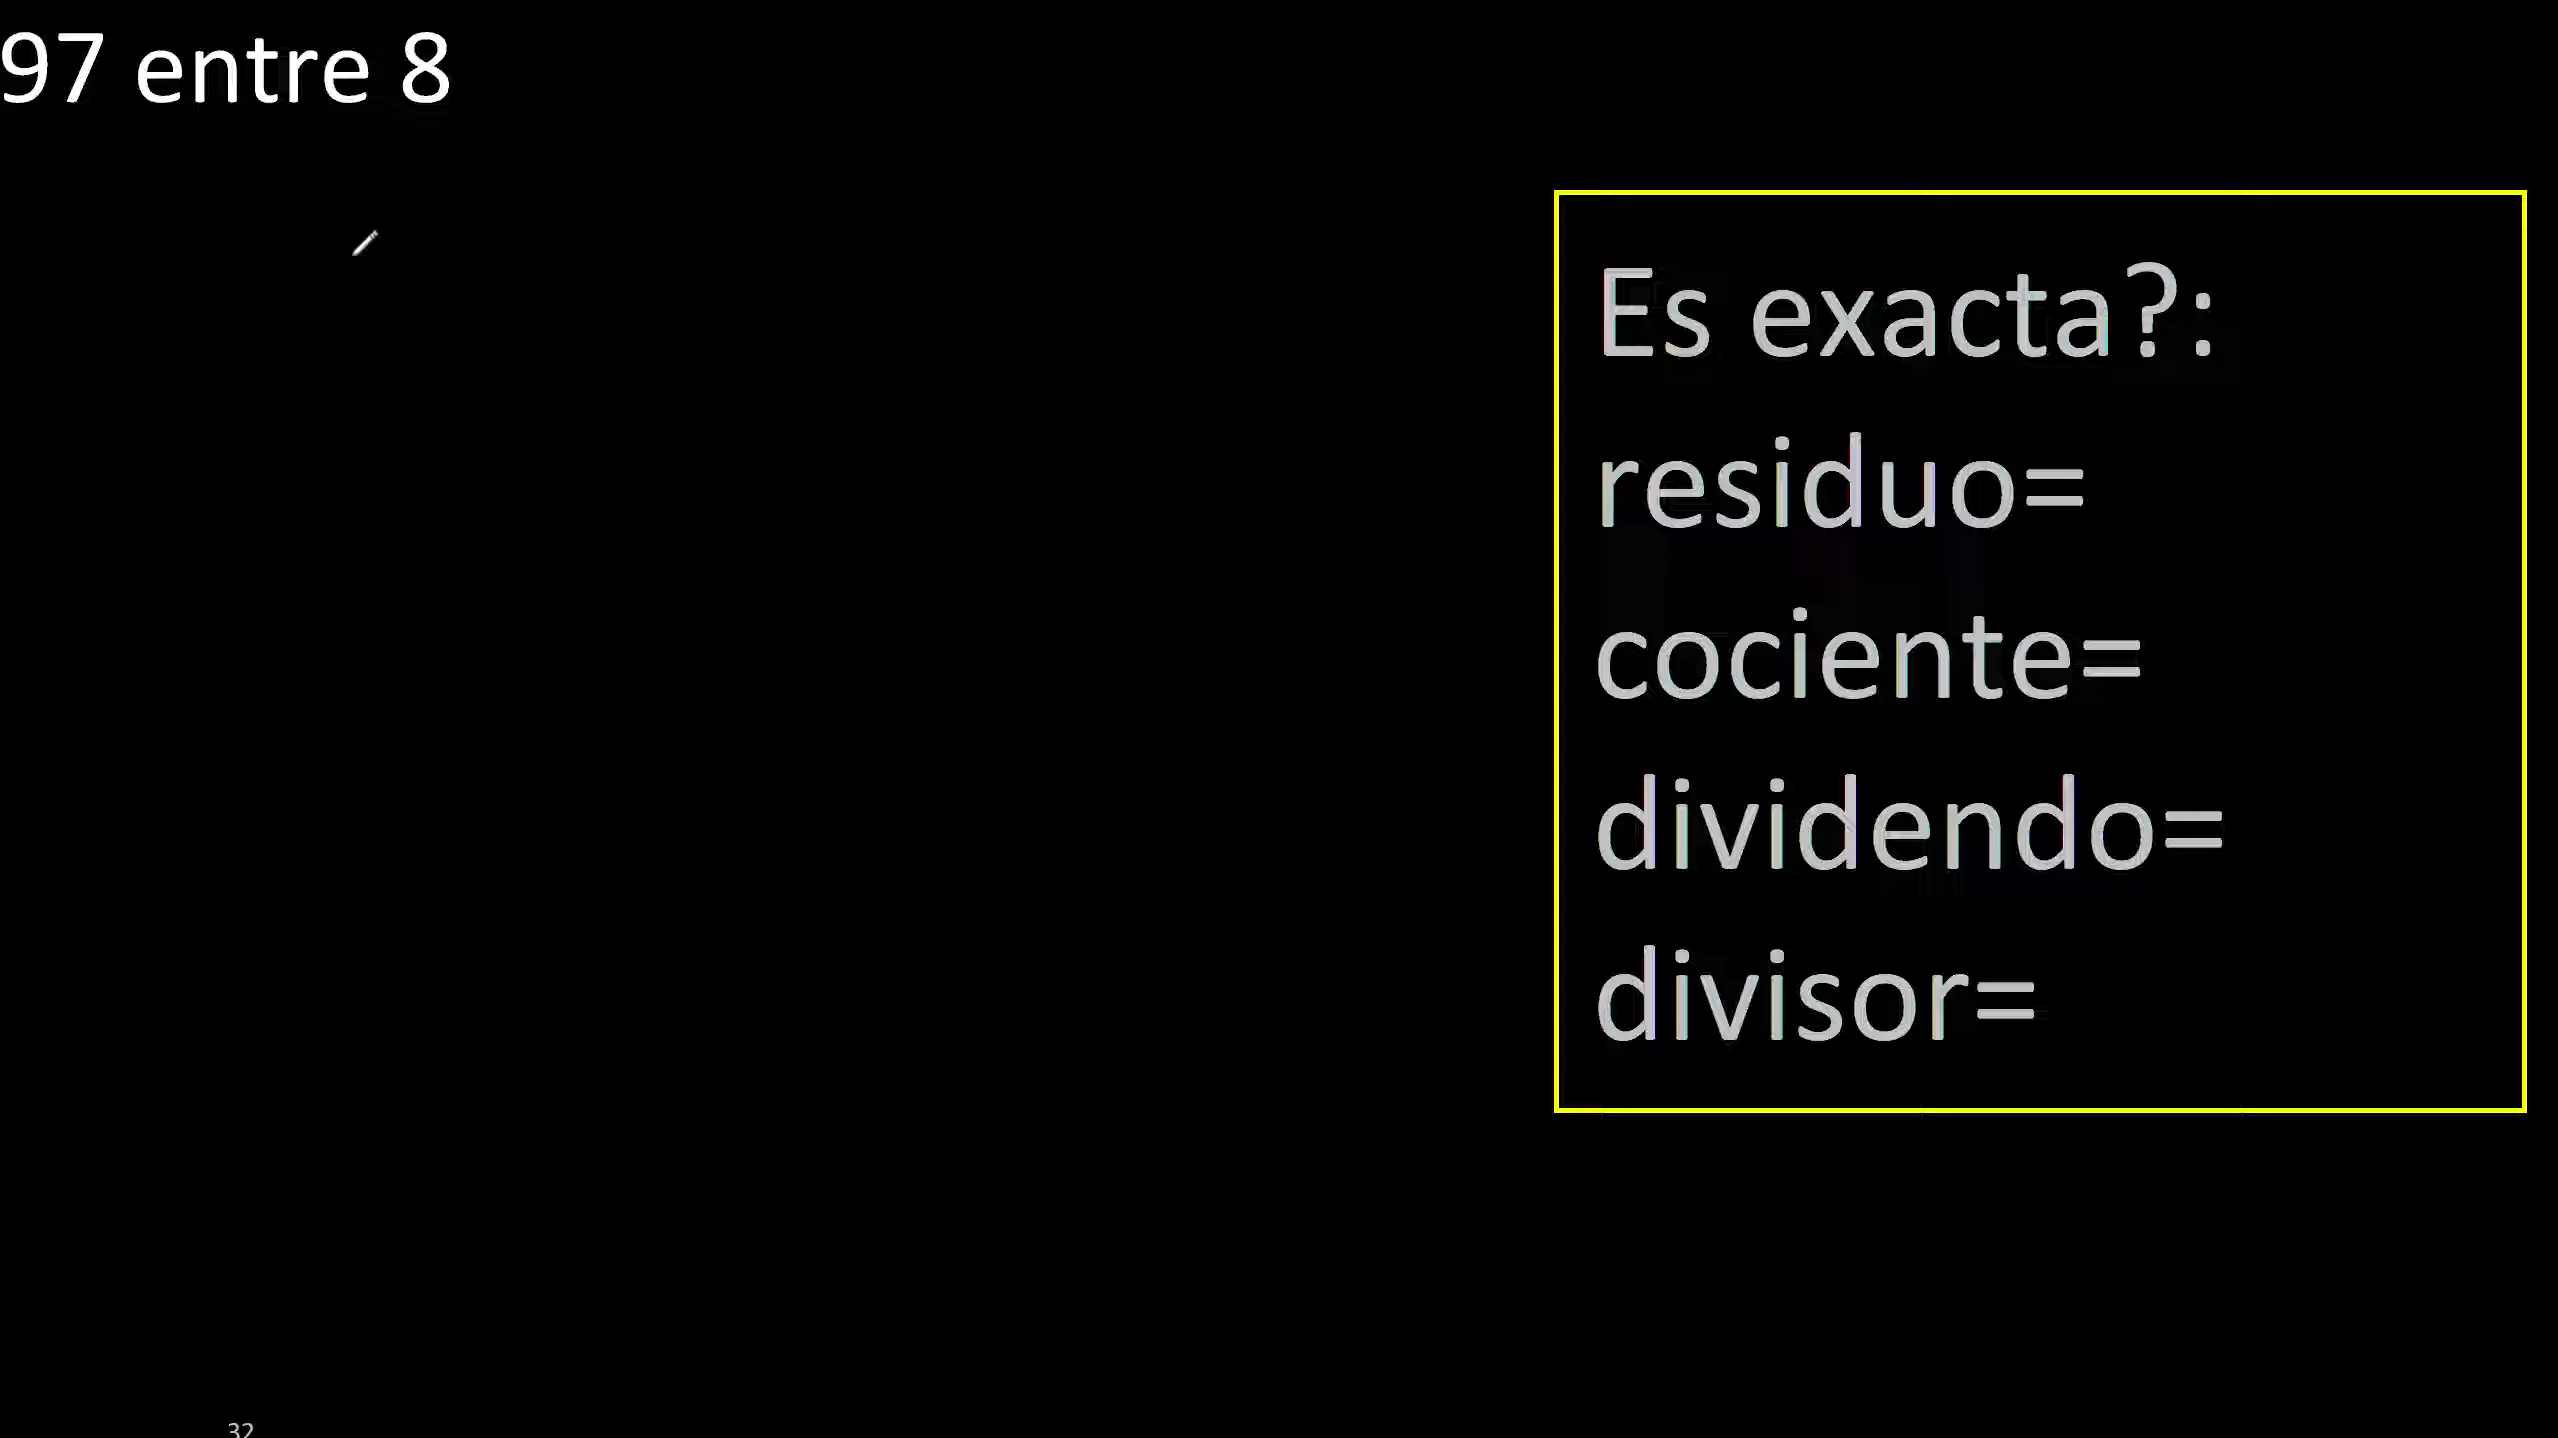 97 entre 8
Es exacta?:
residuo=
cociente=
dividendo=
divisor=
32